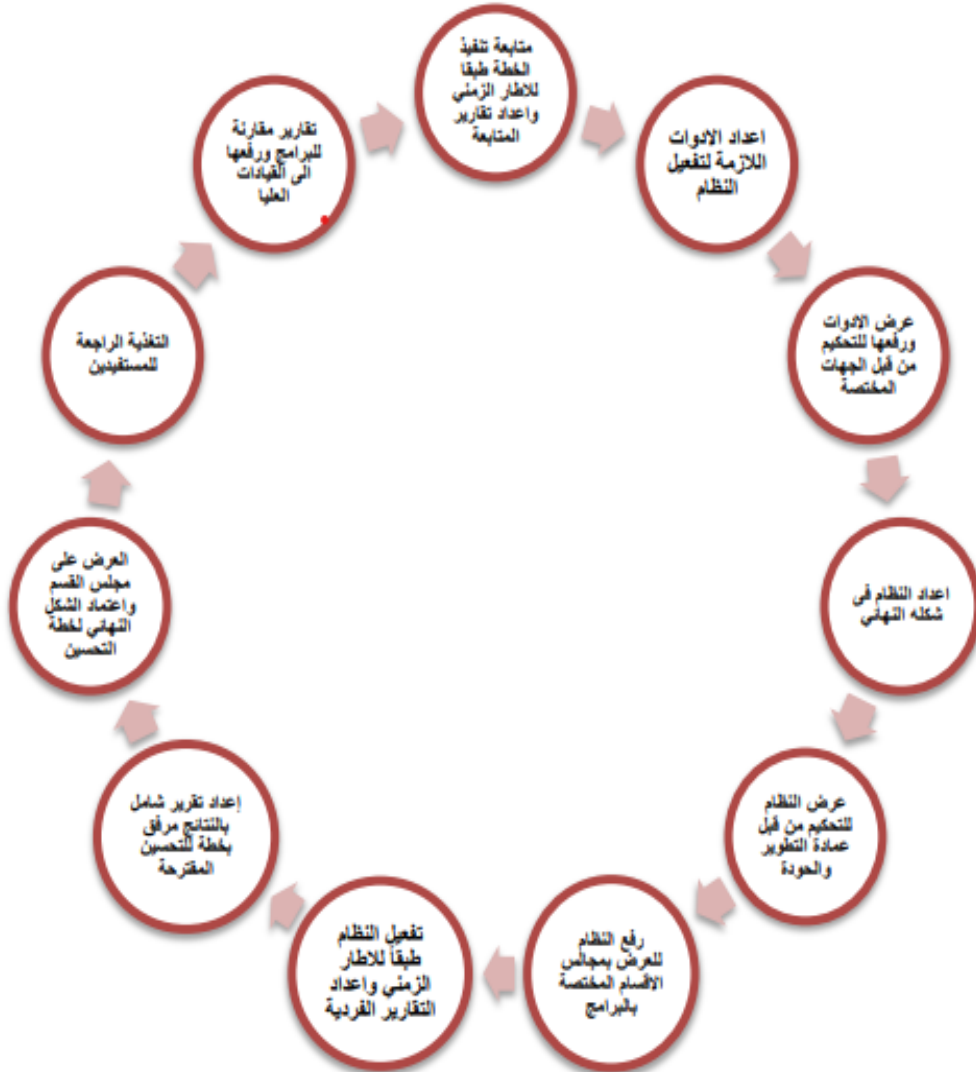 متابعة تنفيذ
الخطة طبقا
للاطار الزمني
واعداد تقارير
المتابعة
اعداد الادوات
اللازمة لتفعيل
النظام
عرض الادوات
ورفعها للتحكيم
من قبل الجهات
المختصة
اعداد النظام فى
شكله النهائي
عرض النظام
للتحكيم من قبل
عمادة التطوير
والحودة
رفع النظام
للعرض بمجالس
الاقسام المختصة
بالبرامج
تفعيل النظام
طبقاً للاطار
الزمني واعداد
التقارير الفردية
إعداد تقرير شامل
بالنتائج مرفق
بخطة للتحسين
المقترحة
العرض على
مجلس القسم
واعتماد الشكل
النهائي لخطة
التحسين
التغذية الراجعة
للمستفيدين
تقارير مقارنة
للبرامج ورفعها
الى القيادات
العليا